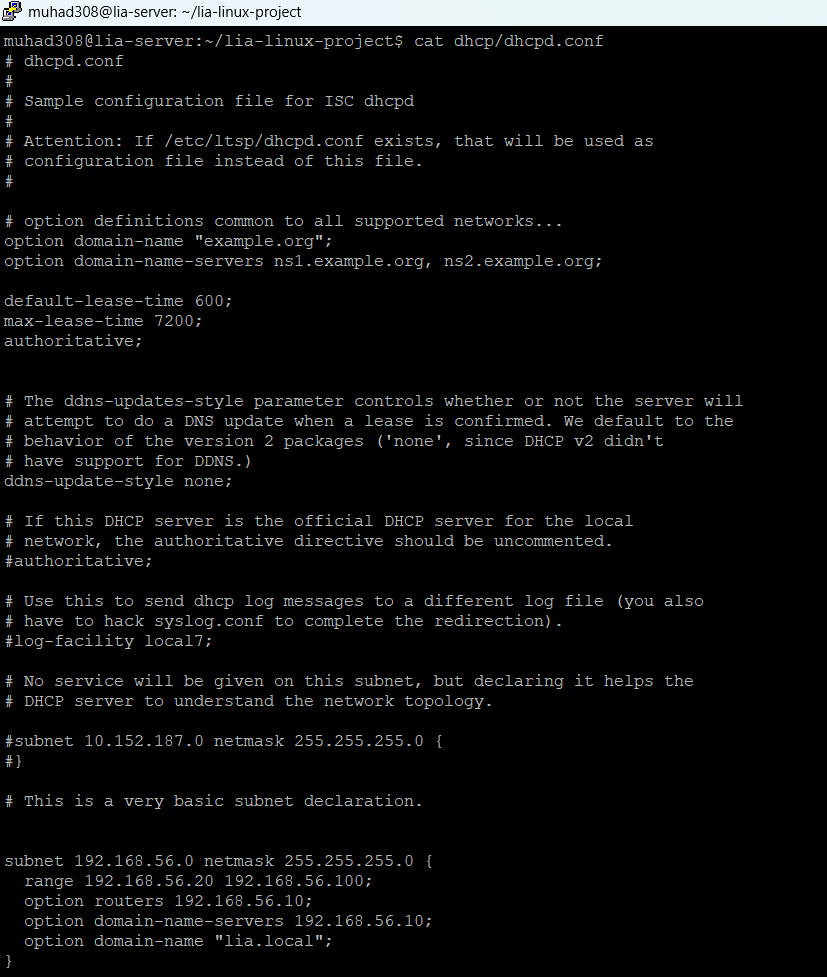 muhad308@lia-server: ~/lia-linux-project
muhad308@lia-server:~/lia-linux-project$ cat dhcp/dhcpd.conf
# dhcpd.conf
#
# Sample configuration file for ISC dhcpd
#
# Attention: If /etc/ltsp/dhcpd.conf exists, that will be used as
# configuration file instead of this file.
#
# option definitions common to all supported networks...
option domain-name "example.org";
option domain-name-servers ns1.example.org, ns2.example.org;
default-lease-time 600;
max-lease-time 7200;
authoritative;
# The ddns-updates-style parameter controls whether or not the server will
# attempt to do a DNS update when a lease is confirmed. We default to the
# behavior of the version 2 packages ('none', since DHCP v2 didn't
# have support for DDNS.)
ddns-update-style none;
# If this DHCP server is the official DHCP server for the local
# network, the authoritative directive should be uncommented.
#authoritative;
# Use this to send dhcp log messages to a different log file (you also
# have to hack syslog.conf to complete the redirection).
#log-facility local7;
# No service will be given on this subnet, but declaring it helps the
# DHCP server to understand the network topology.
#subnet 10.152.187.0 netmask 255.255.255.0 {
#}
# This is a very basic subnet declaration.
subnet 192.168.56.0 netmask 255.255.255.0 {
  range 192.168.56.20 192.168.56.100;
  option routers 192.168.56.10;
  option domain-name-servers 192.168.56.10;
  option domain-name "lia.local";
}